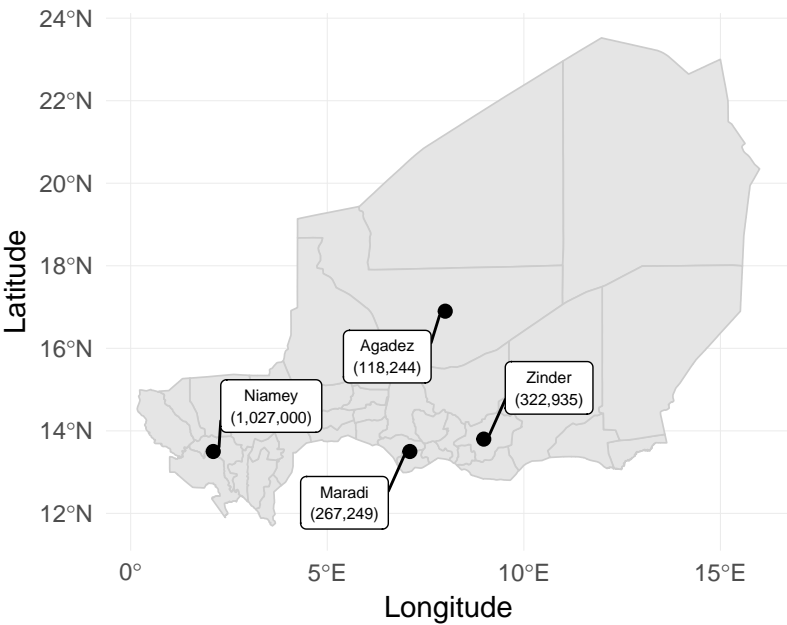 24°N
22°N
20°N
18°N
16°N
14°N
12°N
Latitude
Agadez
(118,244)
Zinder
(322,935)
Niamey
(1,027,000)
Maradi
(267,249)
0°
5°E
10°E
15°E
Longitude